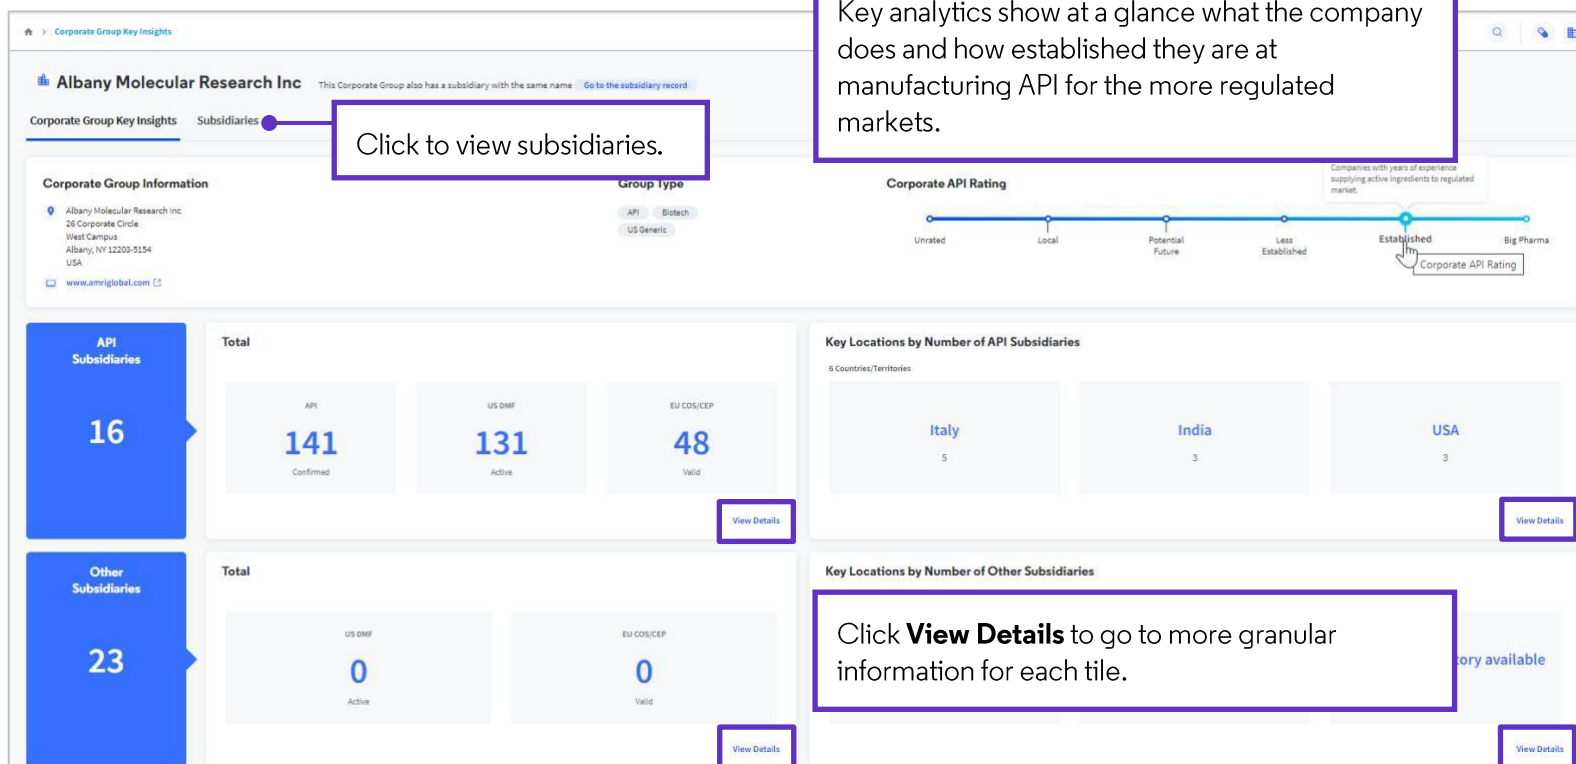 Key analytics show at a glance what the company
does and how established they are at
manufacturing API for the more regulated
markets.
> Corporate Group Key Insights
Albany Molecular Research Inc This Corporate Group also has a subsidiary with the same name Go to the subsidiary record
Corporate Group Key Insights Subsidiaries
Click to view subsidiaries.
Corporate Group Information
Albany Molecular Research Inc
26 Corporate Circle
West Campus
Albany, NY 12203-5154
USA
www.amriglobal.com
Group Type
API Biotech
US Generic
Corporate API Rating
Companies with years of experience
supplying active ingredients to regulated
market.
Unrated
Local
Potential
Future
Less
Established
Established
Big Pharma
Corporate API Rating
API
Subsidiaries
16
Total
API
141
Confirmed
US DMF
131
Active
EU COS/CEP
48
Valid
View Details
Key Locations by Number of API Subsidiaries
6 Countries/Territories
Italy
5
India
3
USA
3
View Details
Other
Subsidiaries
23
Total
US DMF
0
Active
EU COS/CEP
0
Valid
View Details
Key Locations by Number of Other Subsidiaries
Click View Details to go to more granular
information for each tile.
tory available
View Details